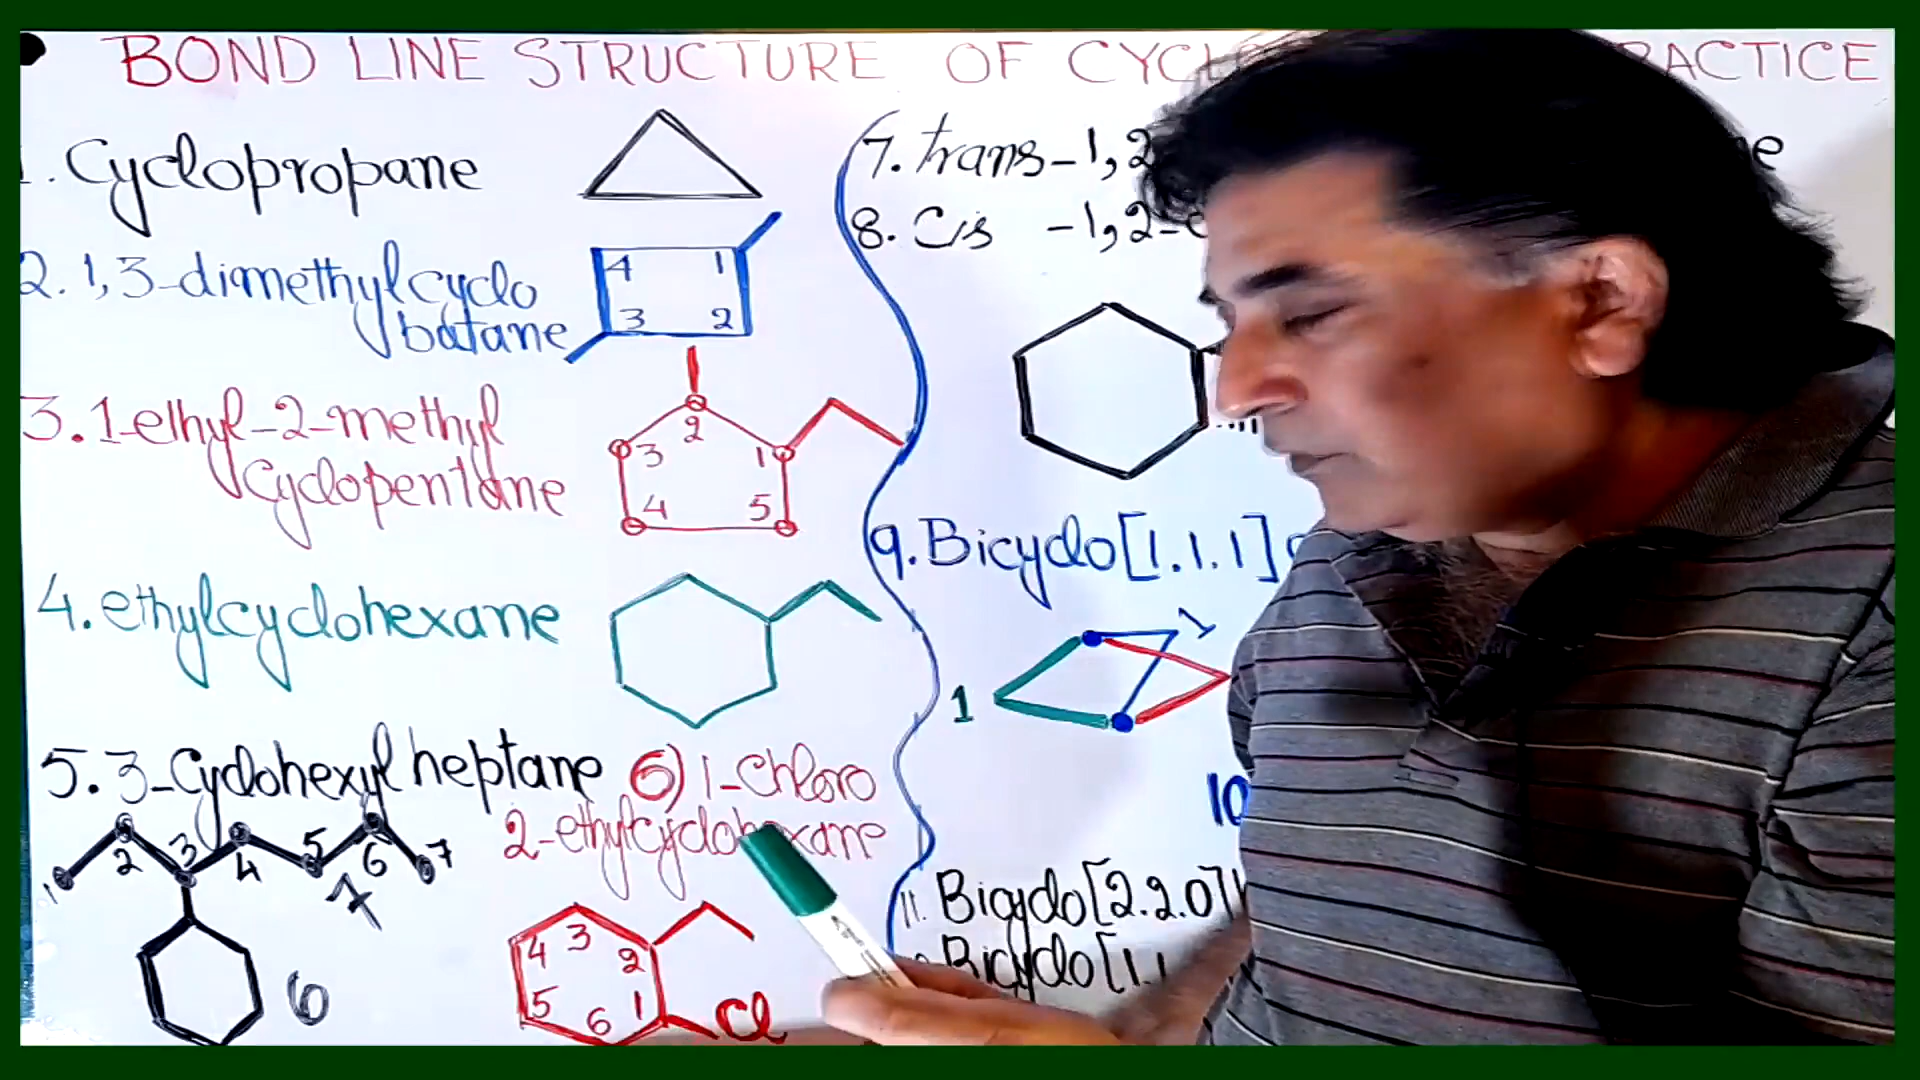 BOND LINE STRUCTURE OF PRACTICE
1. Cyclopropane
2. 1,3-dimethylcyclo
batane
4 1
3 2
3. 1-ethyl-2-methyl
Cyclopentane
2
3 1
4 5
4. ethylcyclohexane
5. 3-Cyclohexyl heptane
1 2 3 4 5 6 7
7
6
6) 1-Chloro
2-ethylcyclohexane
3
4 2
5 1
6
Cl
7. trans-1,2
8. Cis -1,2-
9. Bicyclo[1.1.1]
1
1
10
11. Bicyclo[2.2.0]
Bicyclo[1.1